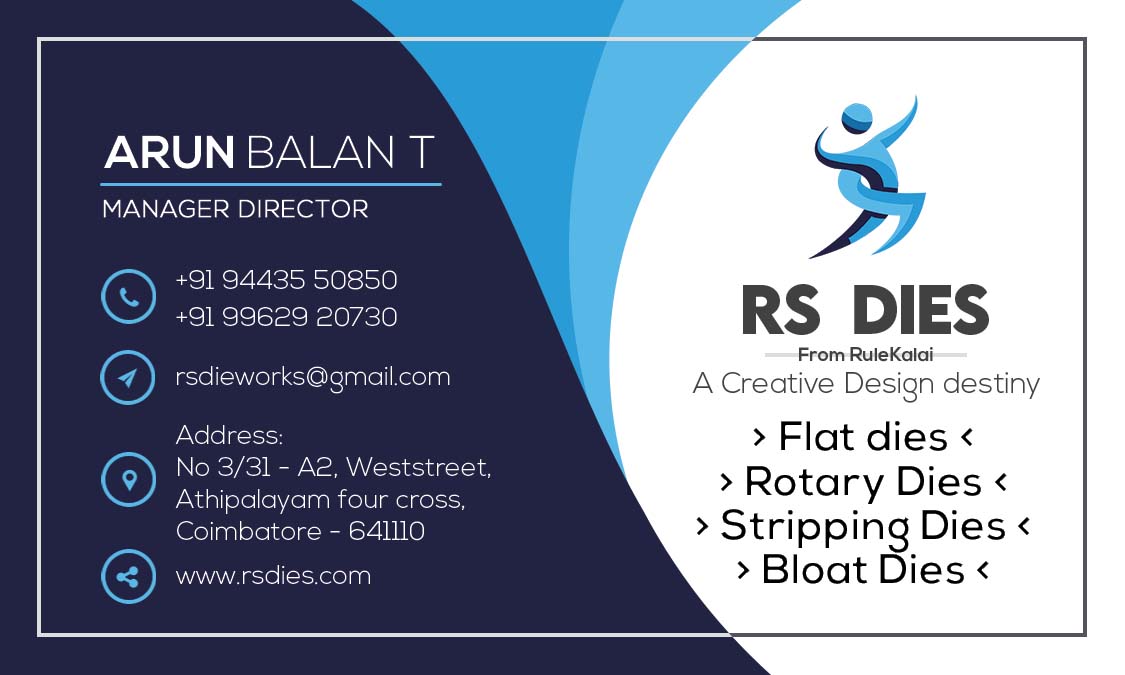 ARUN BALAN T
MANAGER DIRECTOR
+91 94435 50850
+91 99629 20730
rsdieworks@gmail.com
Address:
No 3/31 - A2, Weststreet,
Athipalayam four cross,
Coimbatore - 641110
www.rsdies.com
RS DIES
From RuleKalai
A Creative Design destiny
> Flat dies <
> Rotary Dies <
> Stripping Dies <
> Bloat Dies <